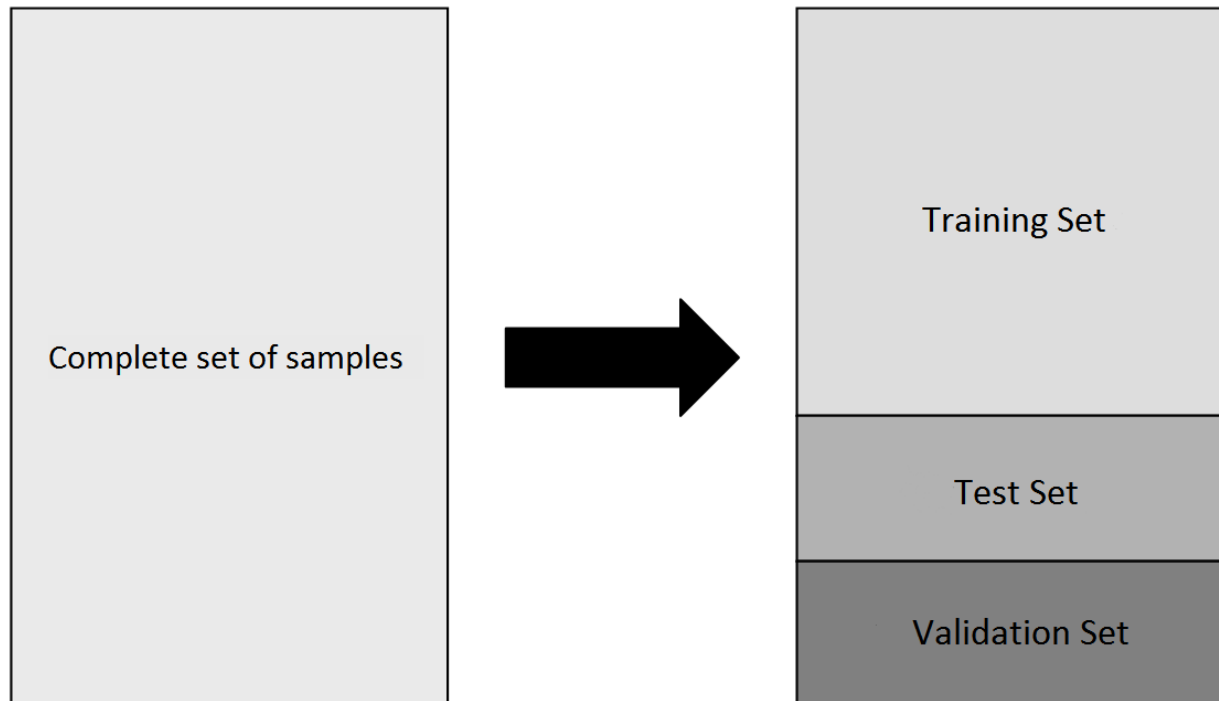 Complete set of samples
Training Set
Test Set
Validation Set